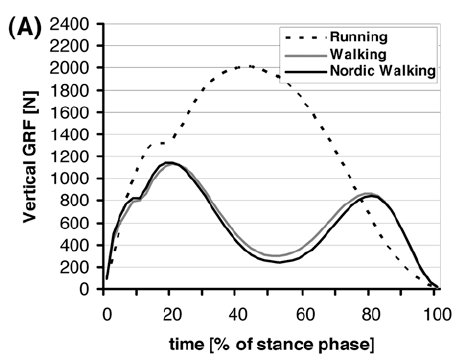 (A)
Vertical GRF [N]
2400
2200
2000
1800
1600
1400
1200
1000
800
600
400
200
0
Running
Walking
Nordic Walking
0 20 40 60 80 100
time [% of stance phase]